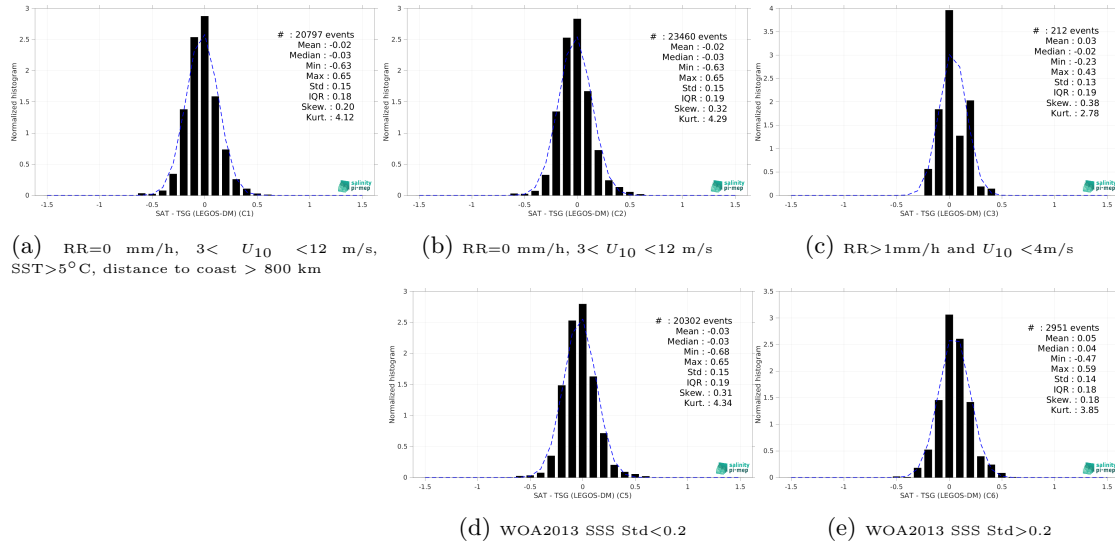 # : 20797 events
Mean : -0.02
Median : -0.03
Min : -0.63
Max : 0.65
Std : 0.15
IQR : 0.18
Skew. : 0.20
Kurt. : 4.12
Normalized histogram
3
2.5
2
1.5
1
0.5
0
-1.5 -1 -0.5 0 0.5 1 1.5
SAT - TSG (LEGOS-DM) (C1)
salinity
pi-mep
(a) RR=0 mm/h, 3< U10 <12 m/s,
SST>5°C, distance to coast > 800 km
# : 23460 events
Mean : -0.02
Median : -0.03
Min : -0.63
Max : 0.65
Std : 0.15
IQR : 0.19
Skew. : 0.32
Kurt. : 4.29
Normalized histogram
3
2.5
2
1.5
1
0.5
0
-1.5 -1 -0.5 0 0.5 1 1.5
SAT - TSG (LEGOS-DM) (C2)
salinity
pi-mep
(b) RR=0 mm/h, 3< U10 <12 m/s
# : 212 events
Mean : 0.03
Median : -0.02
Min : -0.23
Max : 0.43
Std : 0.13
IQR : 0.19
Skew. : 0.38
Kurt. : 2.78
Normalized histogram
4
3.5
3
2.5
2
1.5
1
0.5
0
-1.5 -1 -0.5 0 0.5 1 1.5
SAT - TSG (LEGOS-DM) (C3)
salinity
pi-mep
(c) RR>1mm/h and U10 <4m/s
# : 20302 events
Mean : -0.03
Median : -0.03
Min : -0.68
Max : 0.65
Std : 0.15
IQR : 0.19
Skew. : 0.31
Kurt. : 4.34
Normalized histogram
3
2.5
2
1.5
1
0.5
0
-1.5 -1 -0.5 0 0.5 1 1.5
SAT - TSG (LEGOS-DM) (C5)
salinity
pi-mep
(d) WOA2013 SSS Std<0.2
# : 2951 events
Mean : 0.05
Median : 0.04
Min : -0.47
Max : 0.59
Std : 0.14
IQR : 0.18
Skew. : 0.18
Kurt. : 3.85
Normalized histogram
3.5
3
2.5
2
1.5
1
0.5
0
-1.5 -1 -0.5 0 0.5 1 1.5
SAT - TSG (LEGOS-DM) (C6)
salinity
pi-mep
(e) WOA2013 SSS Std>0.2